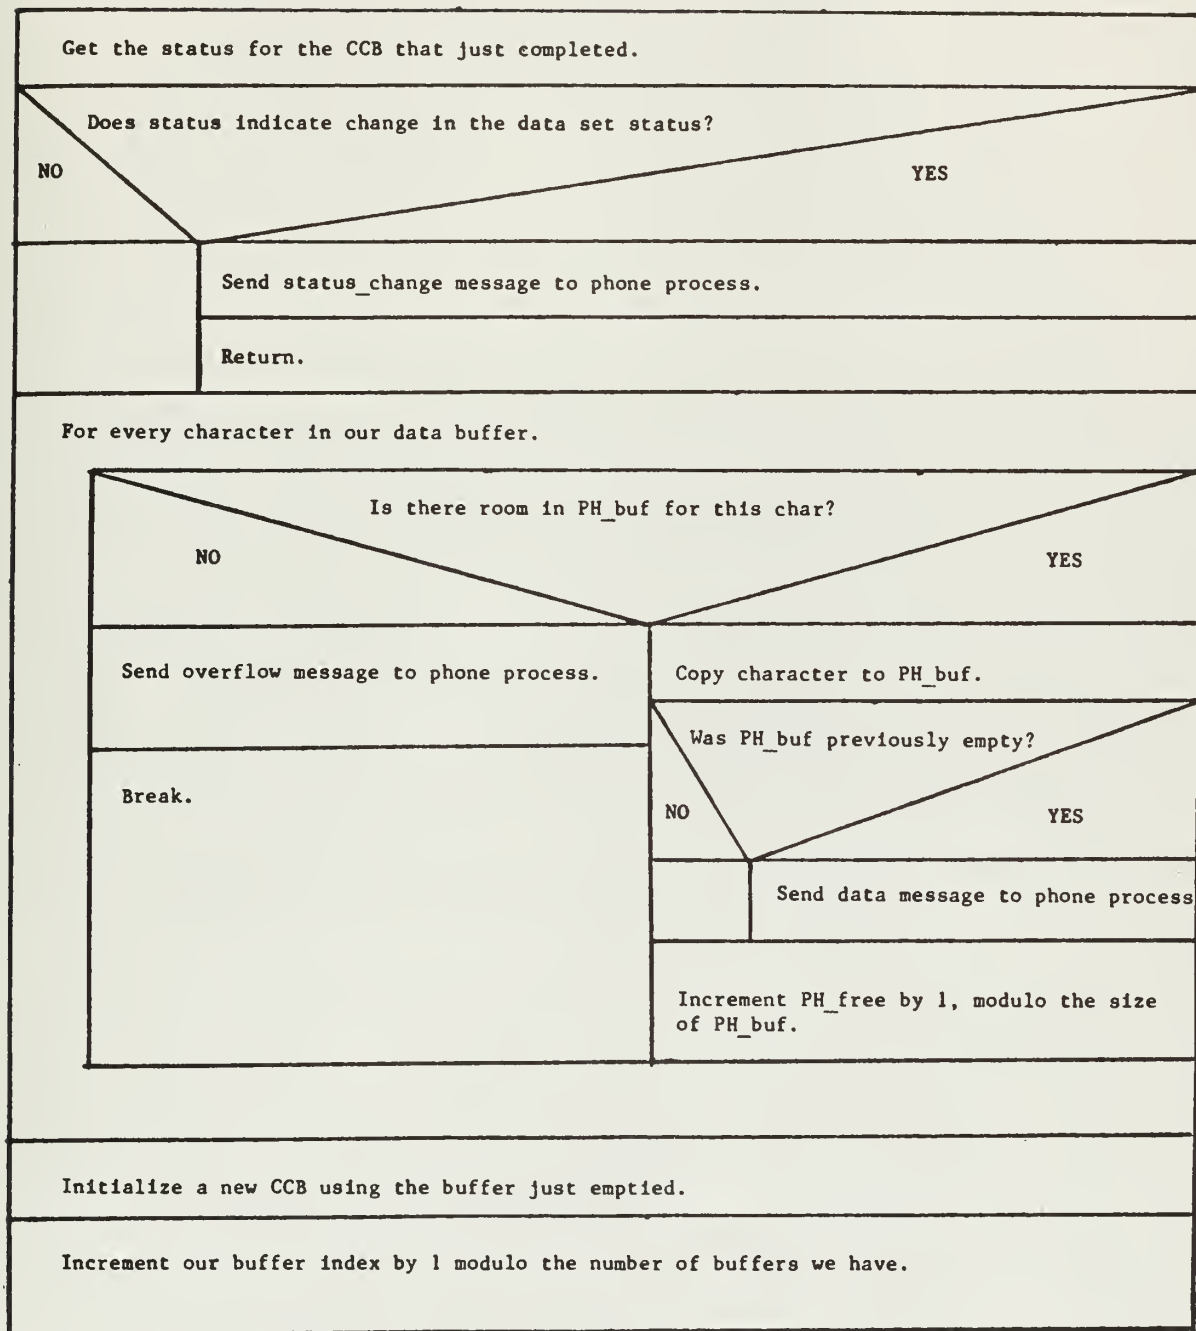 Get the status for the CCB that just completed.
Does status indicate change in the data set status?
NO
YES
Send status_change message to phone process.
Return.
For every character in our data buffer.
Is there room in PH_buf for this char?
NO
YES
Send overflow message to phone process.
Copy character to PH_buf.
Was PH_buf previously empty?
Break.
NO
YES
Send data message to phone process
Increment PH_free by 1, modulo the size
of PH_buf.
Initialize a new CCB using the buffer just emptied.
Increment our buffer index by 1 modulo the number of buffers we have.